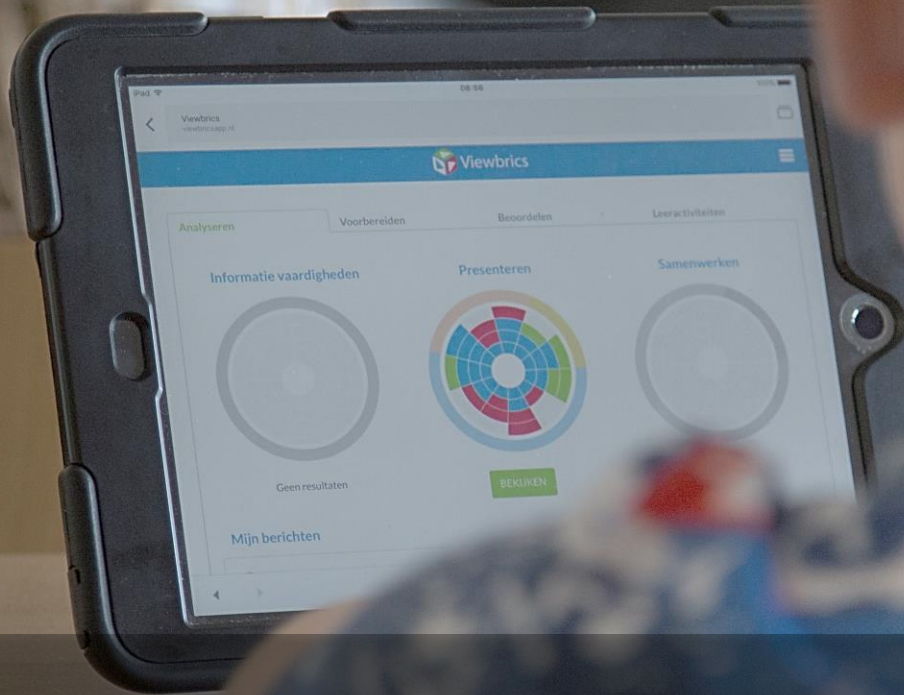 iPad
08:56
Viewbrics
viewbricsapp.nl
Viewbrics
Analyseren
Voorbereiden
Beoordelen
Leeractiviteiten
Informatie vaardigheden
Presenteren
Samenwerken
Geen resultaten
BEKIJKEN
Mijn berichten